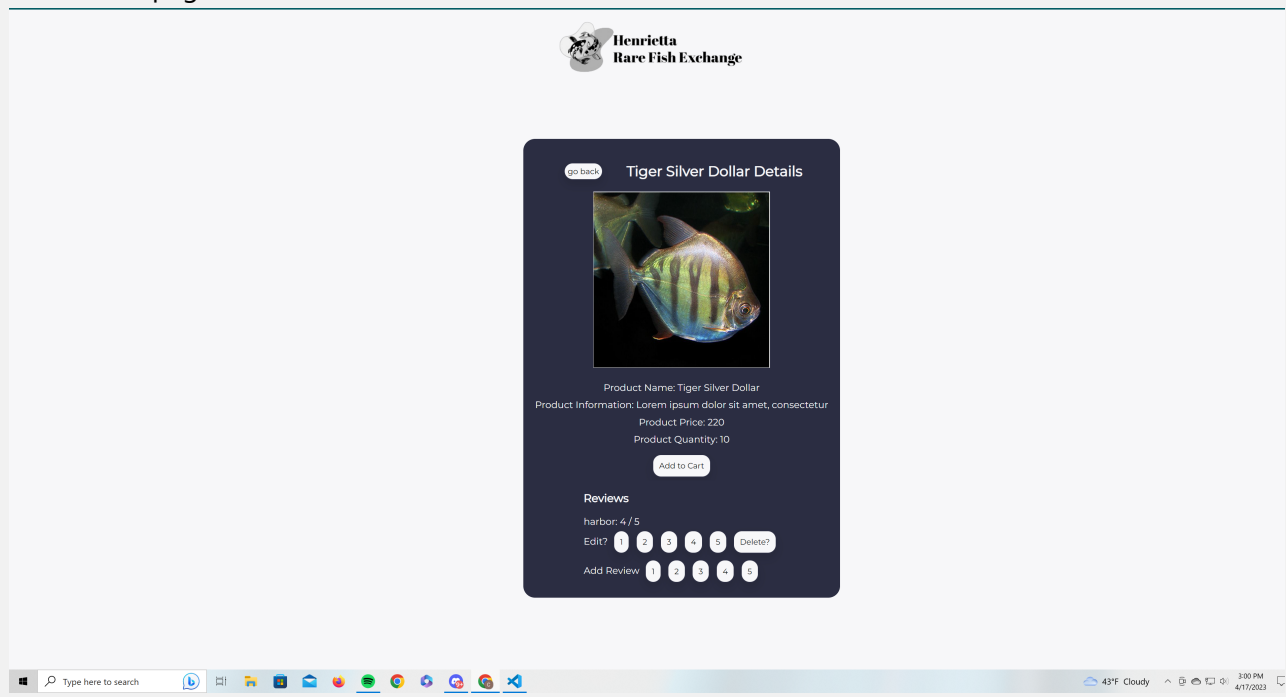 Henrietta
Rare Fish Exchange
go back
Tiger Silver Dollar Details
Product Name: Tiger Silver Dollar
Product Information: Lorem ipsum dolor sit amet, consectetur
Product Price: 220
Product Quantity: 10
Add to Cart
Reviews
harbor: 4 / 5
Edit? 1 2 3 4 5 Delete?
Add Review 1 2 3 4 5
Type here to search
43°F Cloudy
3:00 PM
4/17/2023